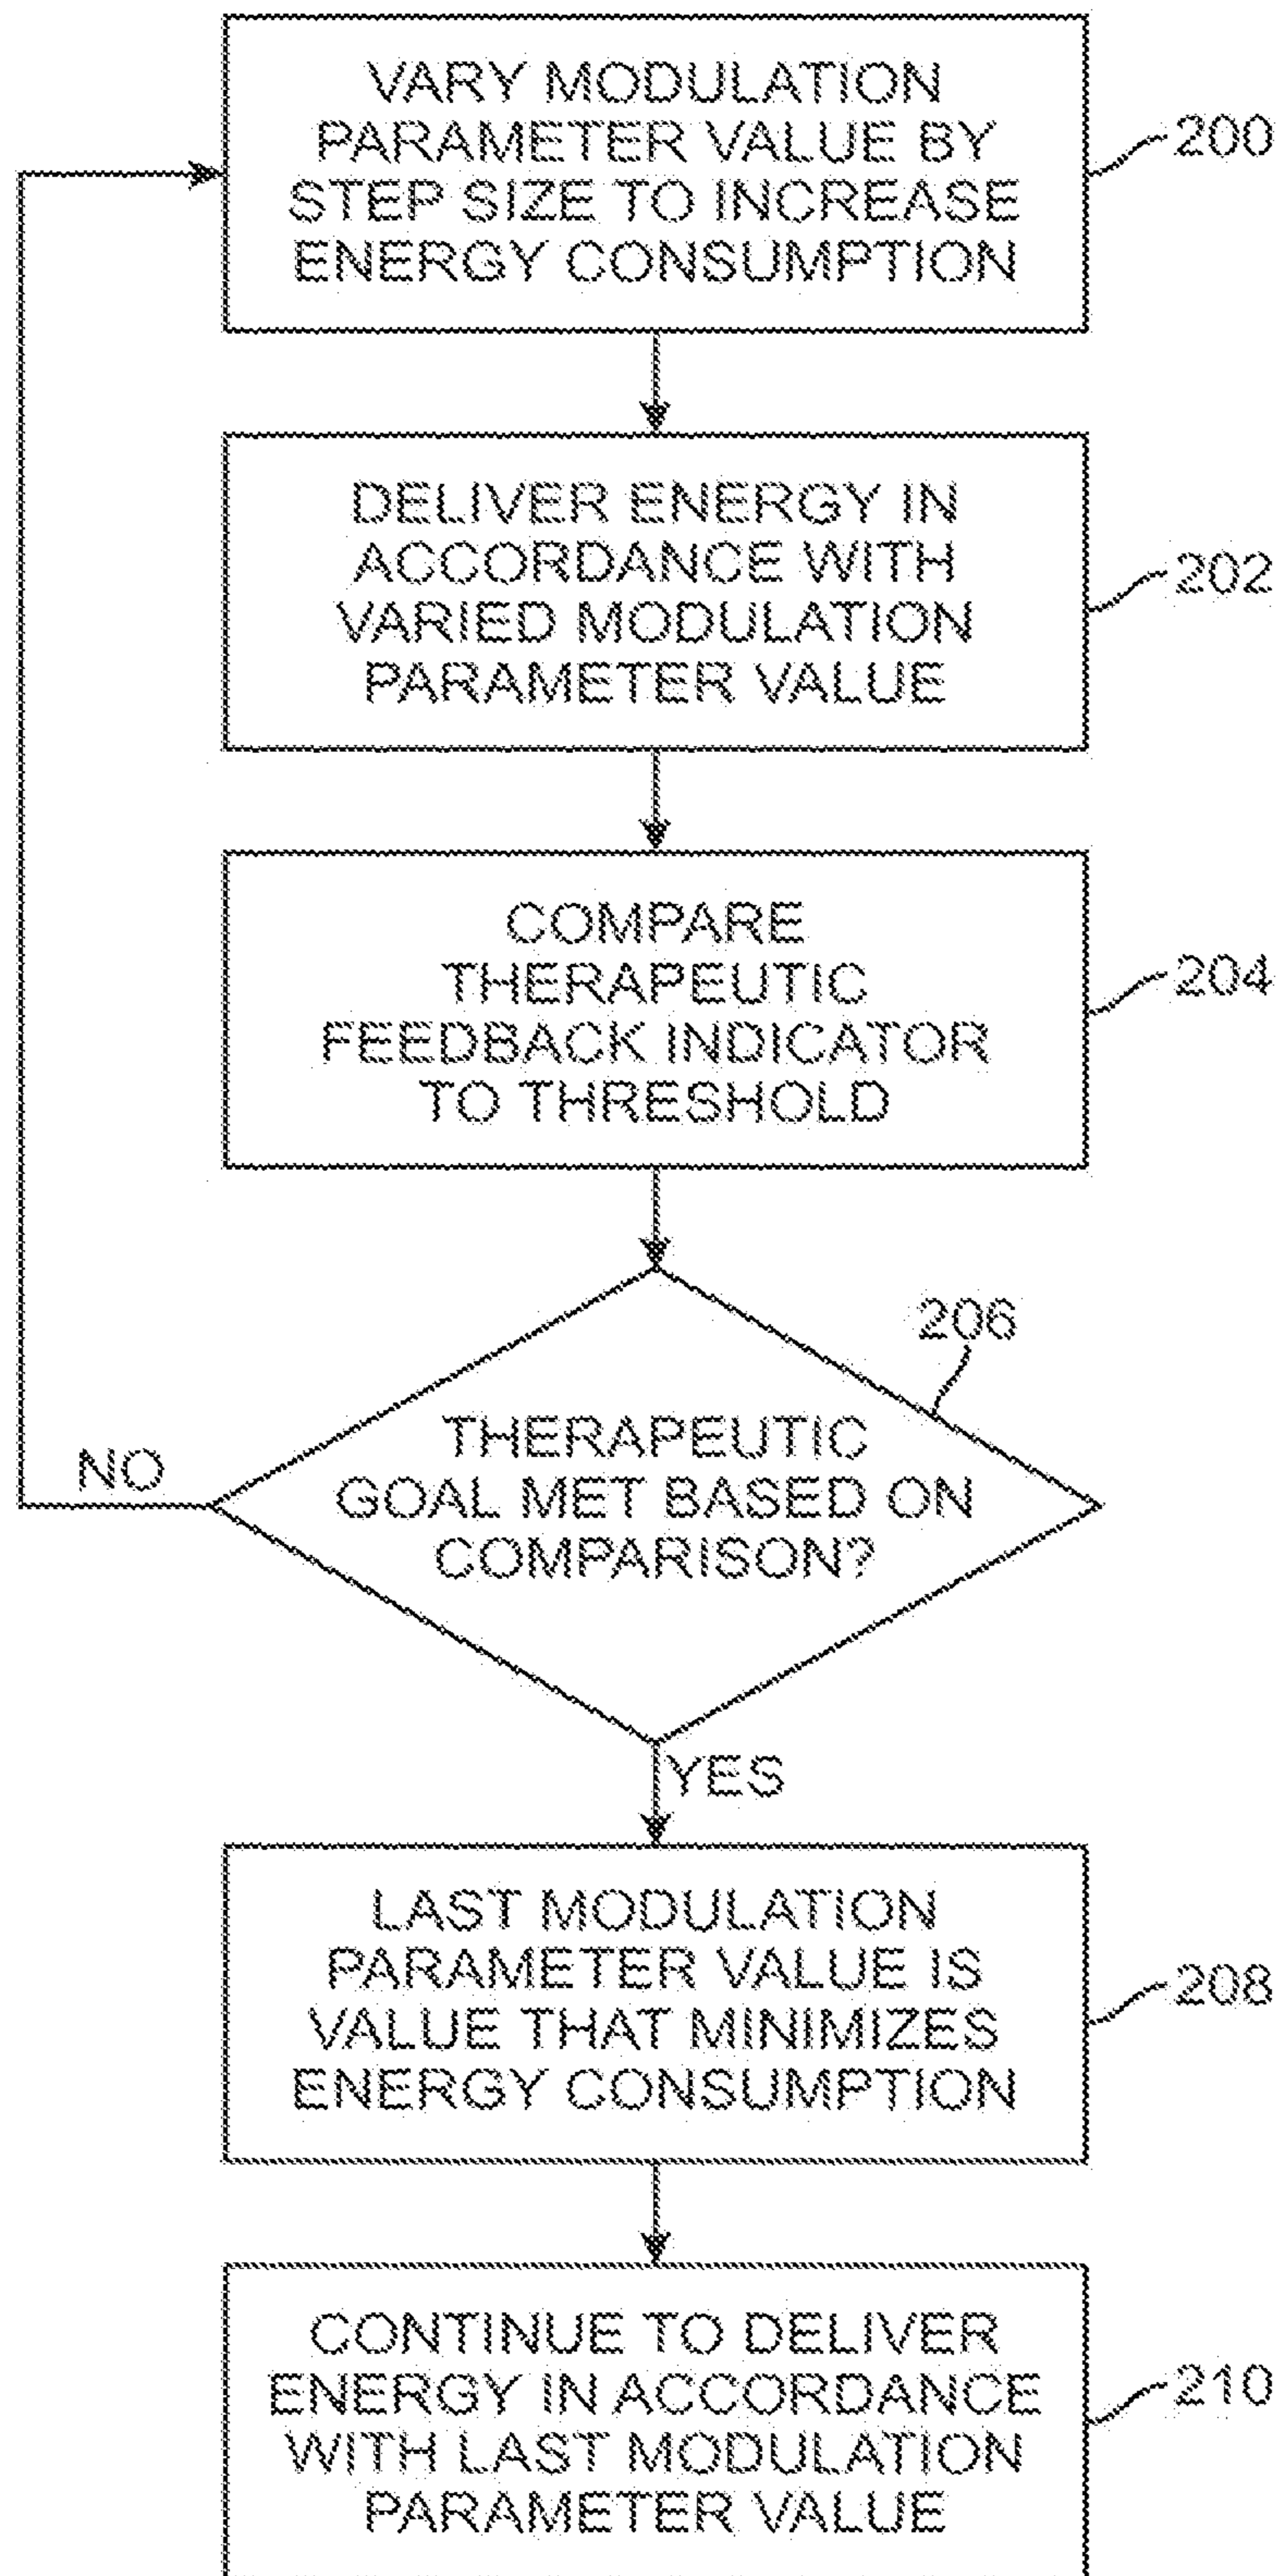 VARY MODULATION
PARAMETER VALUE BY
STEP SIZE TO INCREASE
ENERGY CONSUMPTION
200
DELIVER ENERGY IN
ACCORDANCE WITH
VARIED MODULATION
PARAMETER VALUE
202
COMPARE
THERAPEUTIC
FEEDBACK INDICATOR
TO THRESHOLD
204
206
THERAPEUTIC
GOAL MET BASED ON
COMPARISON?
NO
YES
LAST MODULATION
PARAMETER VALUE IS
VALUE THAT MINIMIZES
ENERGY CONSUMPTION
208
CONTINUE TO DELIVER
ENERGY IN ACCORDANCE
WITH LAST MODULATION
PARAMETER VALUE
210